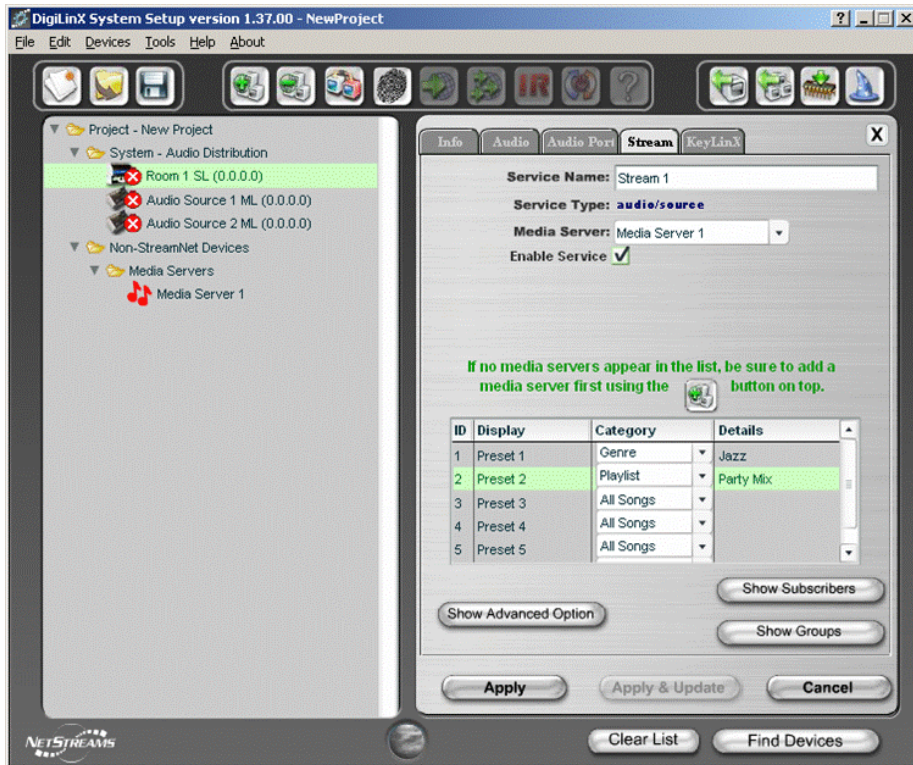 DigiLinX System Setup version 1.37.00 - NewProject
File Edit Devices Tools Help About
IR ?
Project - New Project
System - Audio Distribution
Room 1 SL (0.0.0.0)
Audio Source 1 ML (0.0.0.0)
Audio Source 2 ML (0.0.0.0)
Non-StreamNet Devices
Media Servers
Media Server 1
Info Audio Audio Port Stream KeyLinX X
Service Name: Stream 1
Service Type: audio/source
Media Server: Media Server 1
Enable Service
If no media servers appear in the list, be sure to add a
media server first using the button on top.
ID Display Category Details
1 Preset 1 Genre Jazz
2 Preset 2 Playlist Party Mix
3 Preset 3 All Songs
4 Preset 4 All Songs
5 Preset 5 All Songs
Show Subscribers
Show Advanced Option
Show Groups
Apply Apply & Update Cancel
NETSTREAMS
Clear List Find Devices